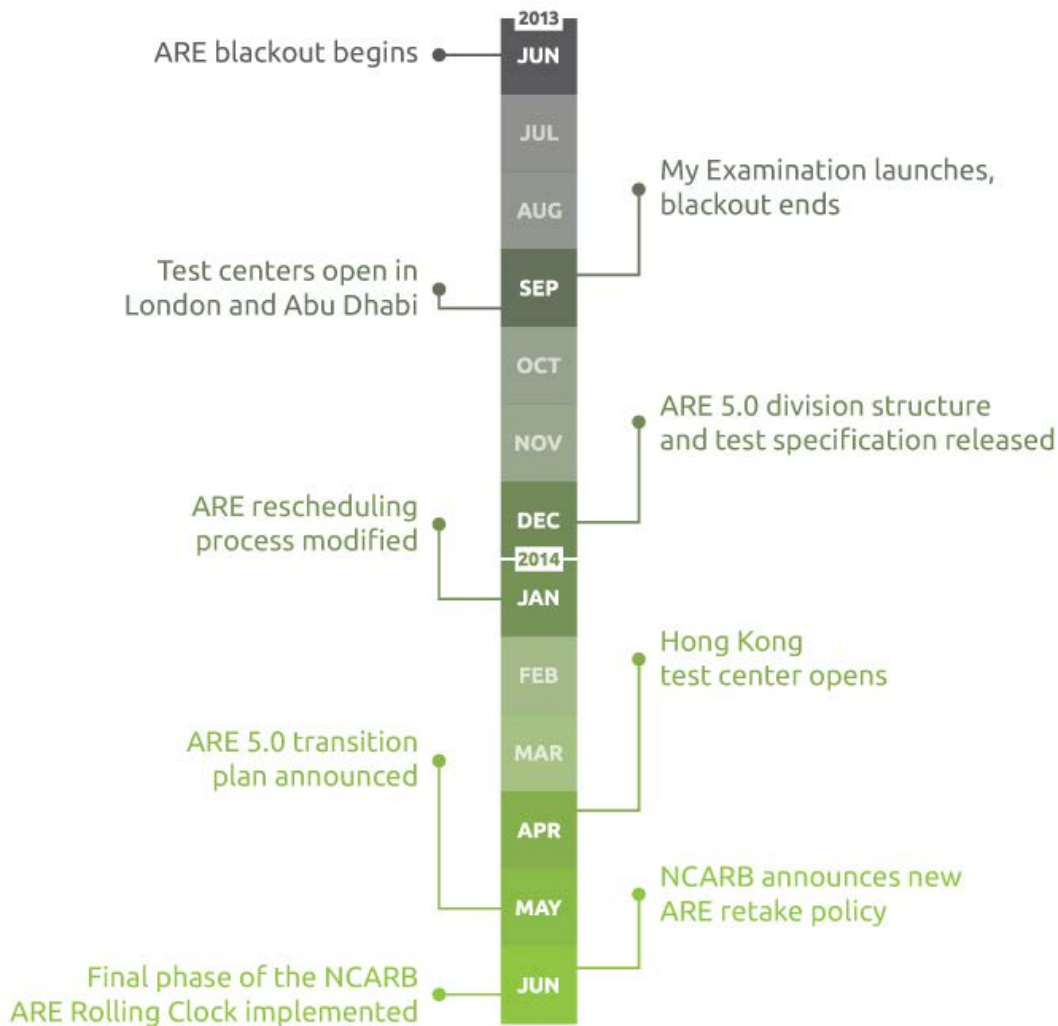 2013
ARE blackout begins
JUN
JUL
My Examination launches,
blackout ends
AUG
Test centers open in
London and Abu Dhabi
SEP
OCT
ARE 5.0 division structure
and test specification released
NOV
ARE rescheduling
process modified
DEC
2014
JAN
Hong Kong
test center opens
FEB
ARE 5.0 transition
plan announced
MAR
APR
NCARB announces new
ARE retake policy
MAY
Final phase of the NCARB
ARE Rolling Clock implemented
JUN